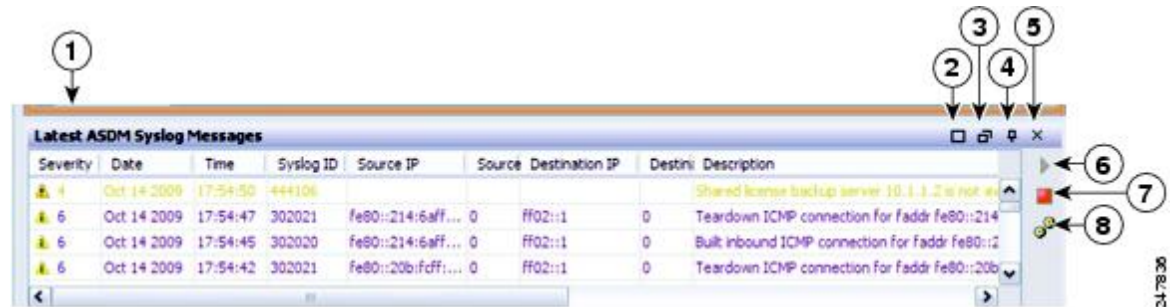 3 5
1 2 4
Latest ASDM Syslog Messages
Severity Date Time Syslog ID Source IP Source Destination IP Destin Description
4 Oct 14 2009 17:54:50 444106 Shared license backup server 10.1.1.2 is not
6 Oct 14 2009 17:54:47 302021 fe80::214:6aff... 0 ff02::1 0 Teardown ICMP connection for faddr fe80::214
6 Oct 14 2009 17:54:45 302020 fe80::214:6aff... 0 ff02::1 0 Built inbound ICMP connection for faddr fe80::2
6 Oct 14 2009 17:54:42 302021 fe80::20b:fcff:... 0 ff02::1 0 Teardown ICMP connection for faddr fe80::20b
6
7
8
247836